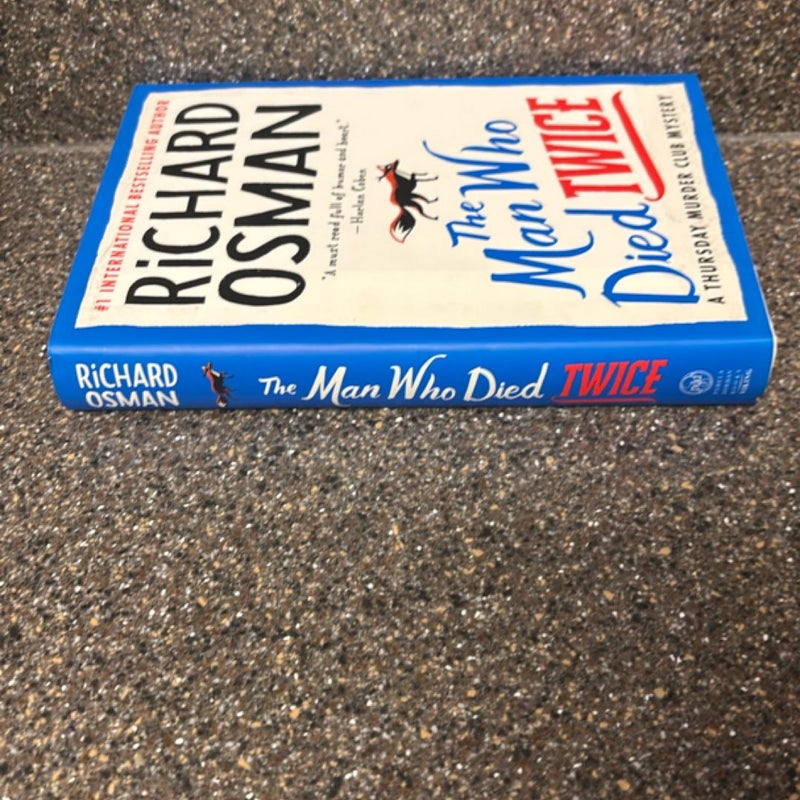 #1 INTERNATIONAL BESTSELLING AUTHOR
RiCHARD
OSMAN
"A must read full of humor and heart."
—Harlan Coben
The
Man Who
Died TWICE
A THURSDAY MURDER CLUB MYSTERY
RiCHARD
OSMAN
The Man Who Died TWICE